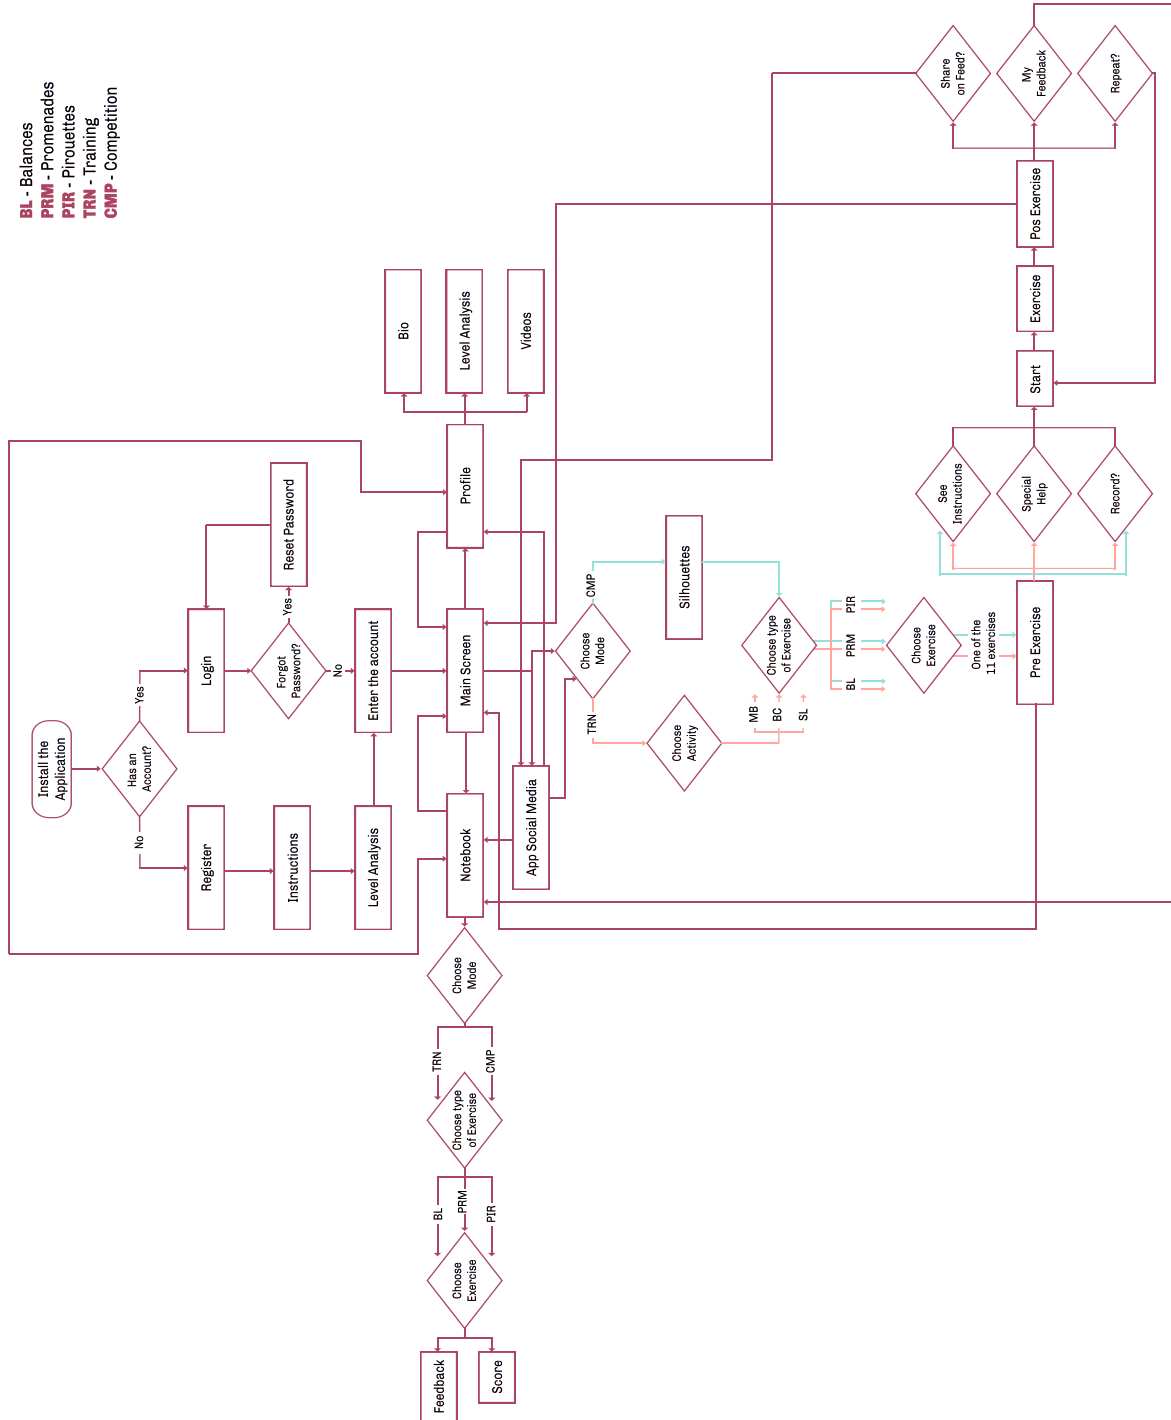 BL - Balances
PRM - Promenades
PIR - Pirouettes
TRN - Training
CMP - Competition
Install the
Application
Has an
Account?
No
Yes
Register
Login
Instructions
Forgot
Password?
Yes
Reset Password
No
Level Analysis
Enter the account
Notebook
Main Screen
Profile
Bio
Level Analysis
Videos
App Social Media
Choose
Mode
TRN
CMP
Choose type
of Exercise
BL
PRM
PIR
Choose
Exercise
Feedback
Score
Choose
Mode
TRN
CMP
Choose
Activity
Silhouettes
MB
BC
SL
Choose type
of Exercise
BL
PRM
PIR
Choose
Exercise
One of the
11 exercises
Pre Exercise
See
Instructions
Special
Help
Record?
Start
Exercise
Pos Exercise
Share
on Feed?
My
Feedback
Repeat?